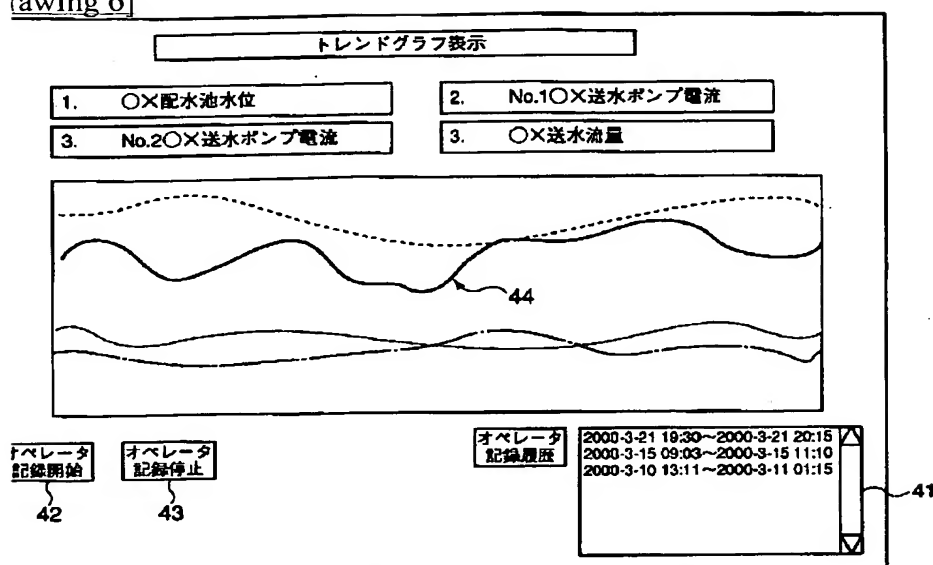 awing 6]
トレンドグラフ表示
1. ○×配水池水位
2. No.1○×送水ポンプ電流
3. No.2○×送水ポンプ電流
3. ○×送水流量
44
オペレータ
記録開始
オペレータ
記録停止
オペレータ
記録履歴
2000-3-21 19:30～2000-3-21 20:15
2000-3-15 09:03～2000-3-15 11:10
2000-3-10 13:11～2000-3-11 01:15
42
43
41